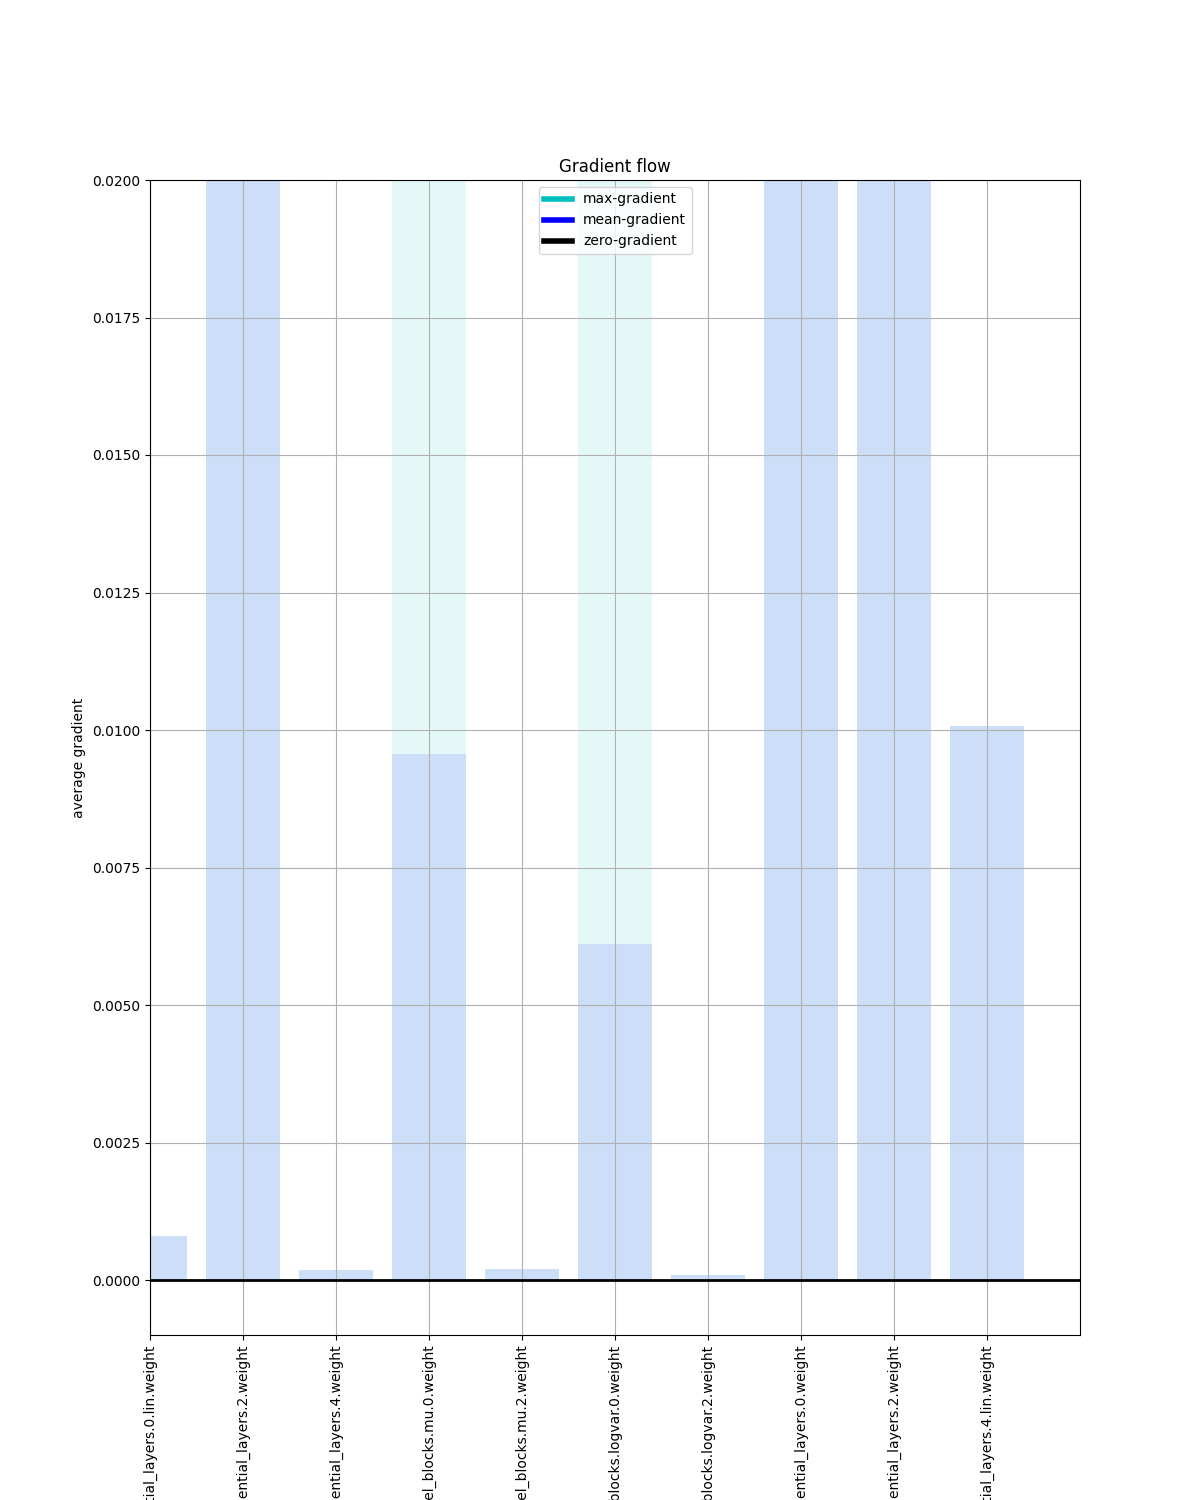 Gradient flow
max-gradient
mean-gradient
zero-gradient
0.0200
0.0175
0.0150
0.0125
0.0100
0.0075
0.0050
0.0025
0.0000
average gradient
tial_layers.0.lin.weight
ential_layers.2.weight
ential_layers.4.weight
el_blocks.mu.0.weight
el_blocks.mu.2.weight
blocks.logvar.0.weight
blocks.logvar.2.weight
ential_layers.0.weight
ential_layers.2.weight
tial_layers.4.lin.weight